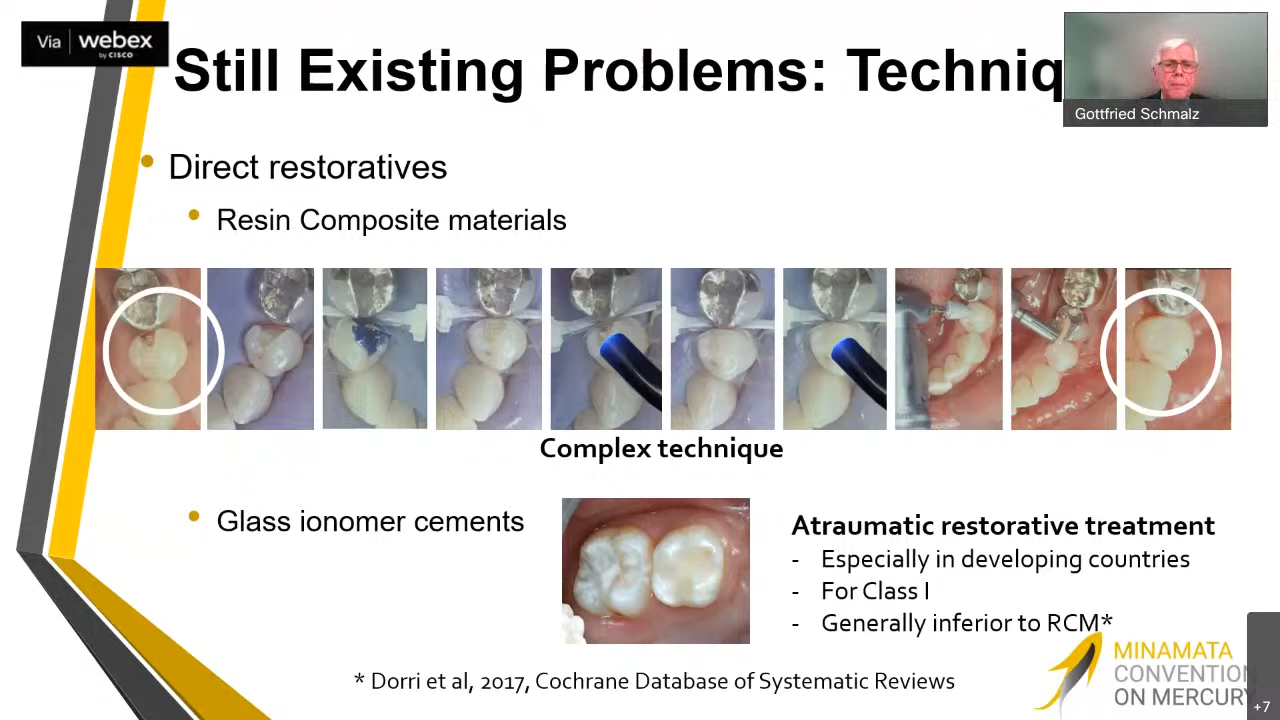 Via webex
by CISCO
Still Existing Problems: Techniq
Gottfried Schmalz
• Direct restoratives
• Resin Composite materials
Complex technique
• Glass ionomer cements
Atraumatic restorative treatment
- Especially in developing countries
- For Class I
- Generally inferior to RCM*
* Dorri et al, 2017, Cochrane Database of Systematic Reviews
MINAMATA
CONVENTION
ON MERCURY
+7